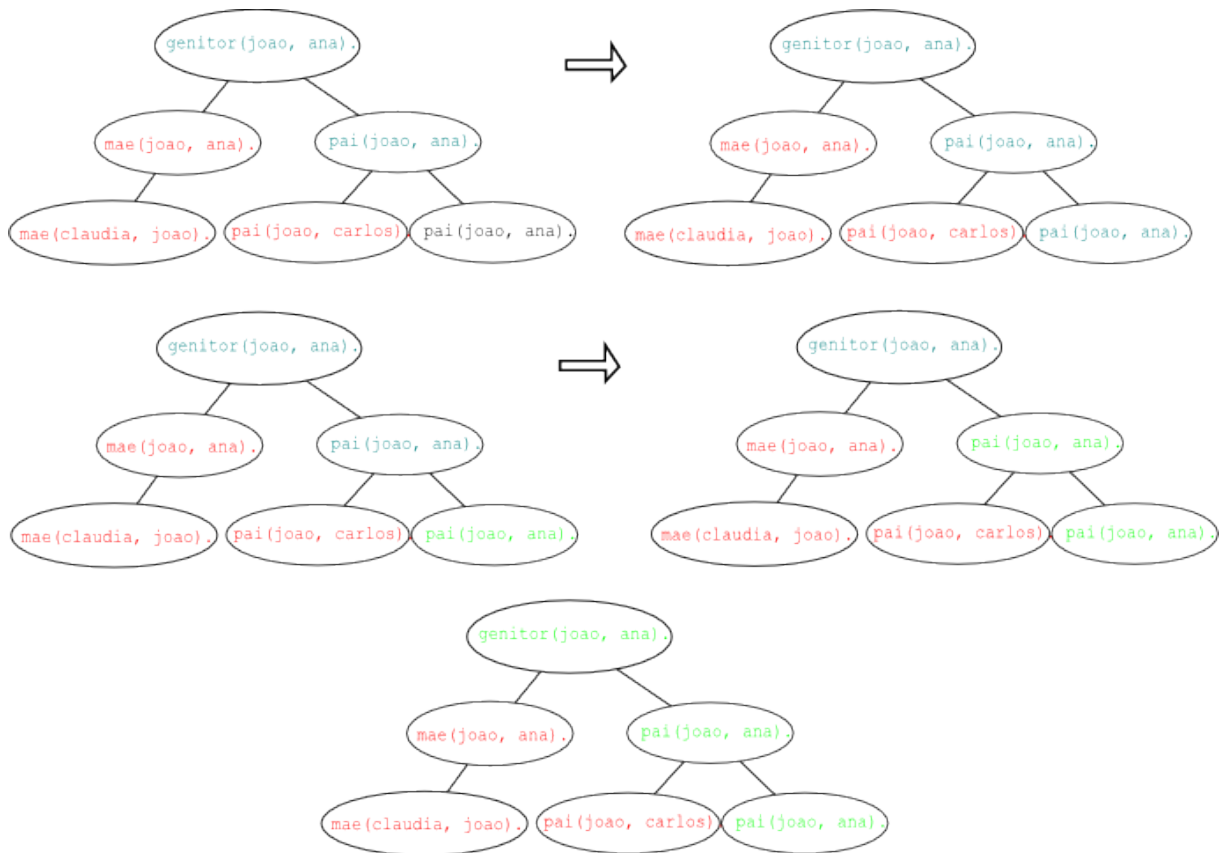 genitor(joao, ana).
genitor(joao, ana).
mae(joao, ana).
pai(joao, ana).
mae(joao, ana).
pai(joao, ana).
mae(claudia, joao).
pai(joao, carlos).
pai(joao, ana).
mae(claudia, joao).
pai(joao, carlos).
pai(joao, ana).
genitor(joao, ana).
genitor(joao, ana).
mae(joao, ana).
pai(joao, ana).
mae(joao, ana).
pai(joao, ana).
mae(claudia, joao).
pai(joao, carlos).
pai(joao, ana).
mae(claudia, joao).
pai(joao, carlos).
pai(joao, ana).
genitor(joao, ana).
mae(joao, ana).
pai(joao, ana).
mae(claudia, joao).
pai(joao, carlos).
pai(joao, ana).